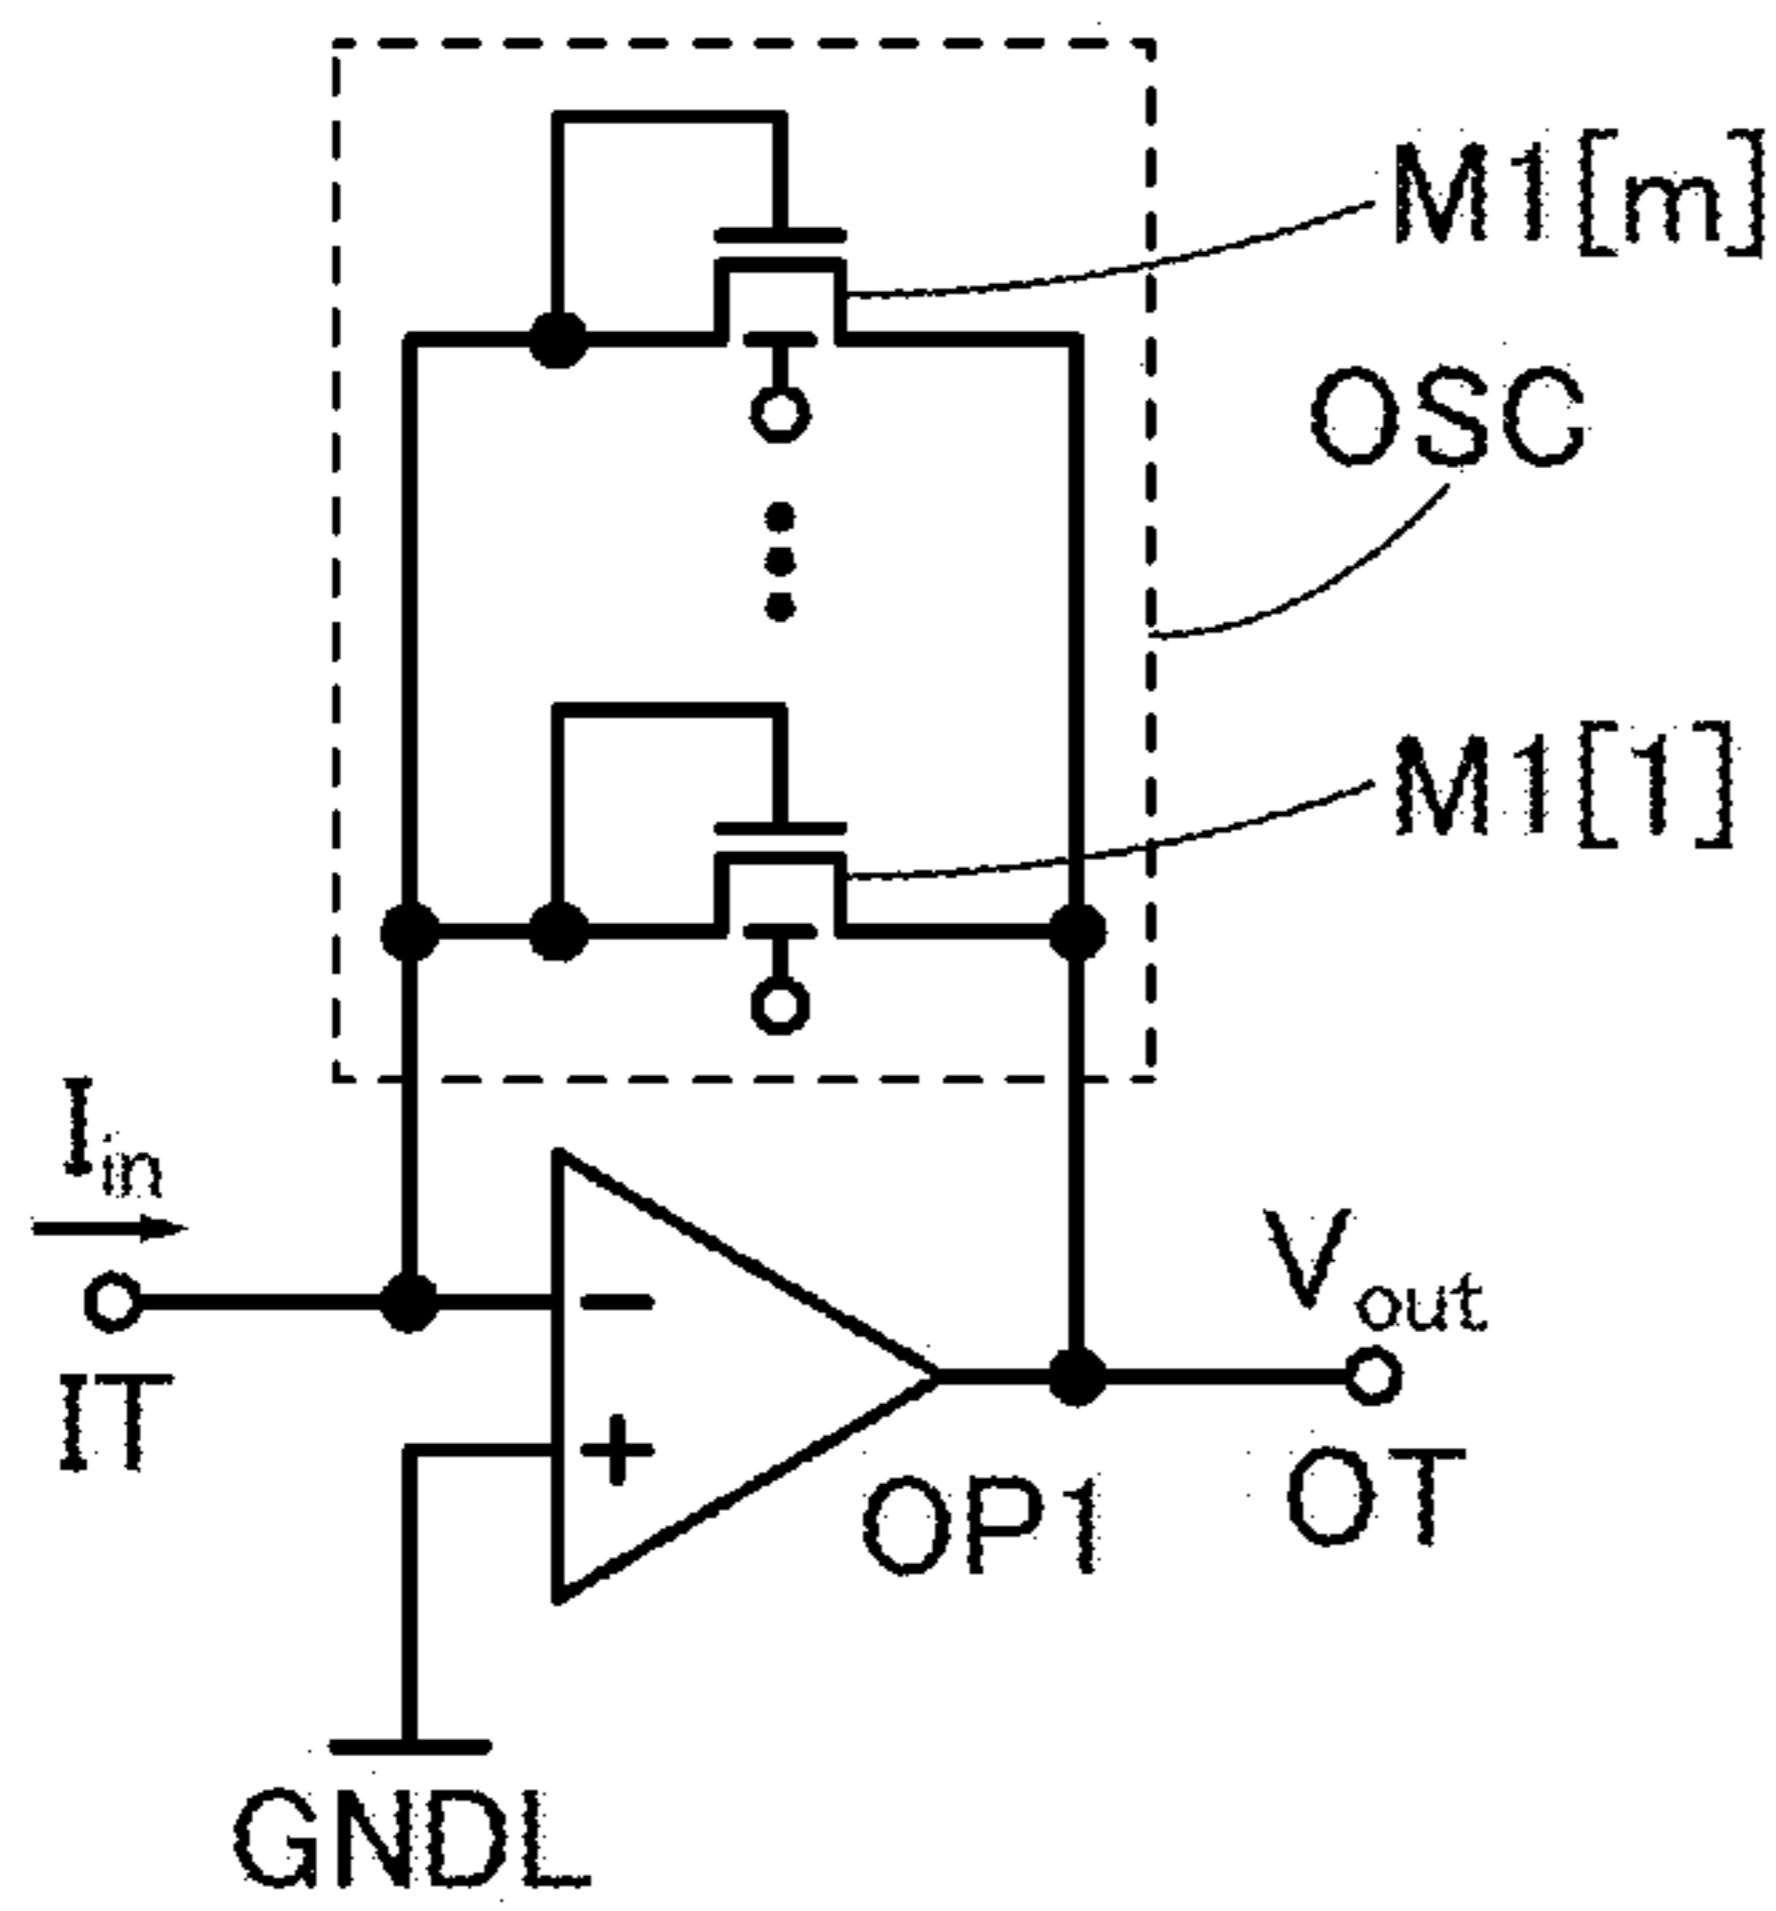 M1[m]
OSC
M1[1]
Iin
IT
Vout
OT
OP1
GNDL